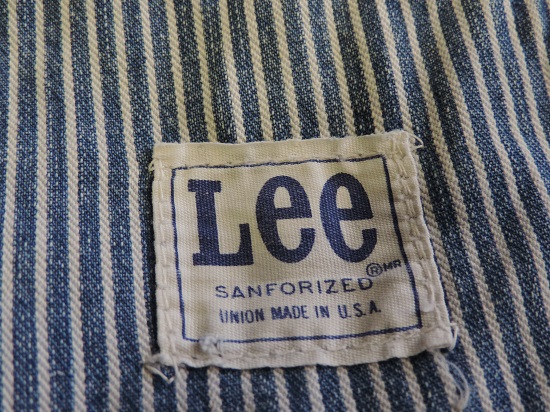 Lee
®MR
SANFORIZED
UNION MADE IN U.S.A.